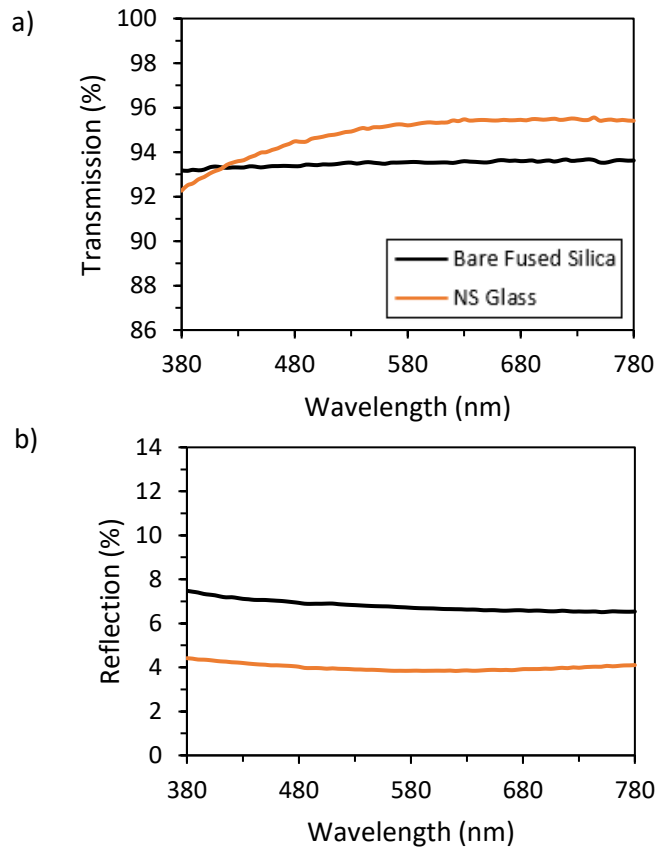 a)
Transmission (%)
100
98
96
94
92
90
88
86
Bare Fused Silica
NS Glass
380 480 580 680 780
Wavelength (nm)
b)
Reflection (%)
14
12
10
8
6
4
2
0
380 480 580 680 780
Wavelength (nm)